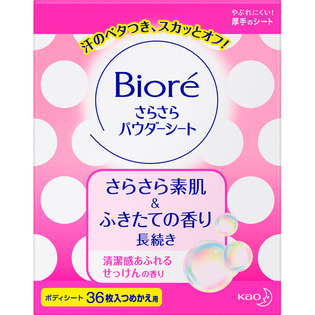 やぶれにくい!
厚手のシート
汗のベタつき、スカッとオフ!
Bioré
さらさら
パウダーシート
さらさら素肌
&
ふきたての香り
長続き
清潔感あふれる
せっけんの香り
ボディシート 36枚入つめかえ用
Kao